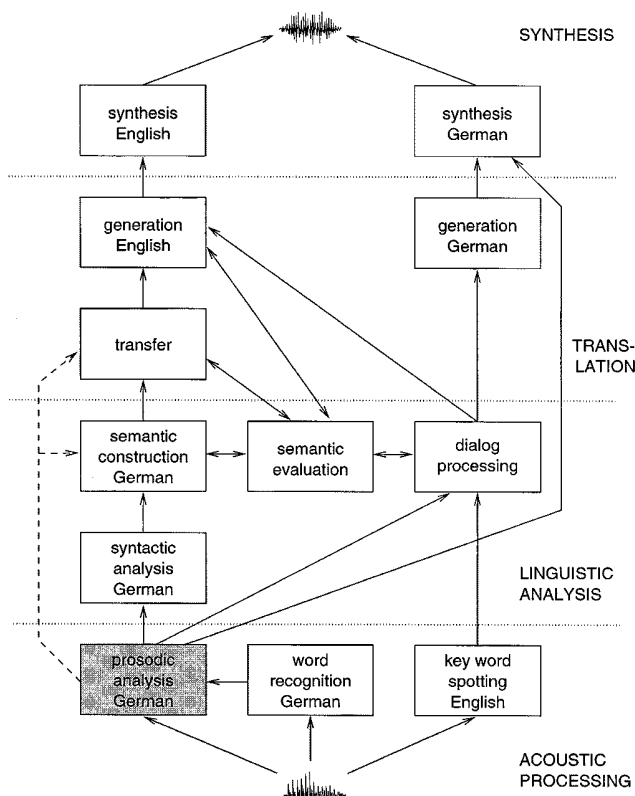 SYNTHESIS
synthesis
English
synthesis
German
generation
English
generation
German
transfer
TRANS-
LATION
semantic
construction
German
semantic
evaluation
dialog
processing
syntactic
analysis
German
LINGUISTIC
ANALYSIS
prosodic
analysis
German
word
recognition
German
key word
spotting
English
ACOUSTIC
PROCESSING